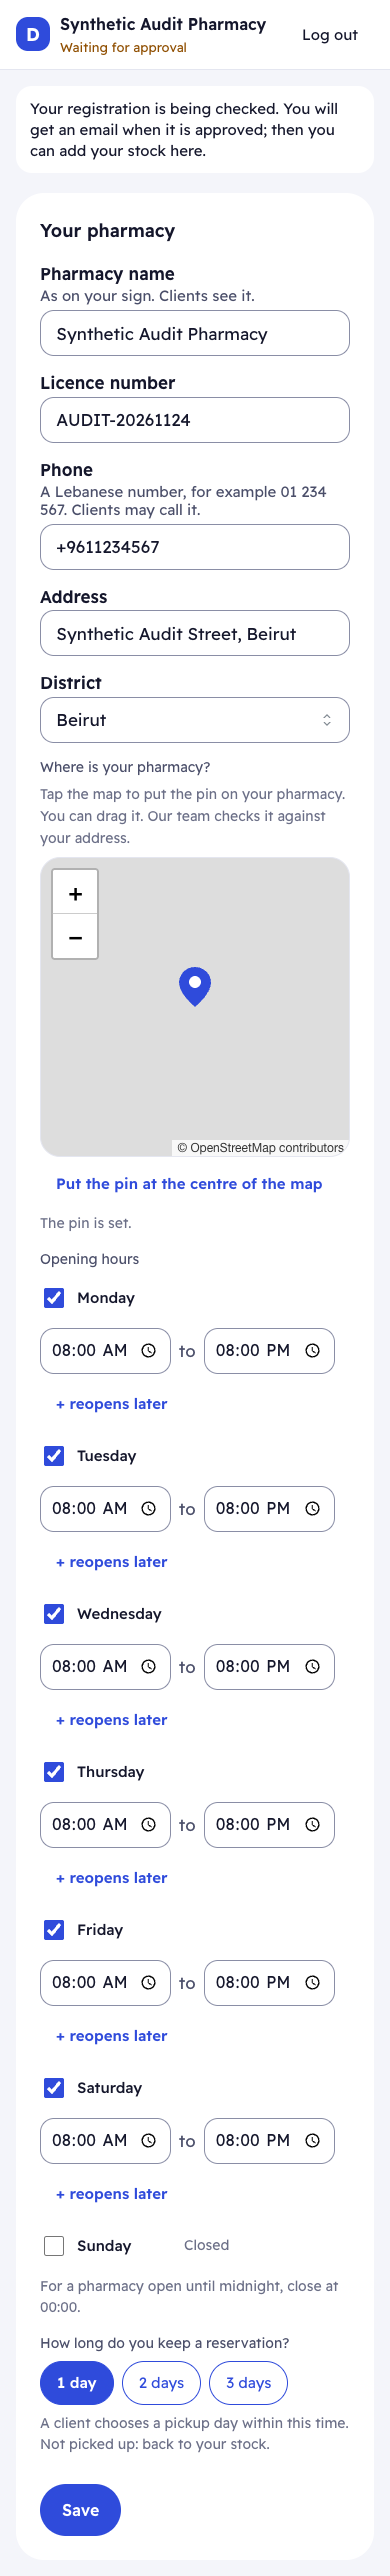 D
Synthetic Audit Pharmacy
Waiting for approval
Log out
Your registration is being checked. You will
get an email when it is approved; then you
can add your stock here.
Your pharmacy
Pharmacy name
As on your sign. Clients see it.
Synthetic Audit Pharmacy
Licence number
AUDIT-20261124
Phone
A Lebanese number, for example 01 234
567. Clients may call it.
+9611234567
Address
Synthetic Audit Street, Beirut
District
Beirut
Where is your pharmacy?
Tap the map to put the pin on your pharmacy.
You can drag it. Our team checks it against
your address.
+
−
© OpenStreetMap contributors
Put the pin at the centre of the map
The pin is set.
Opening hours
Monday
08:00 AM to 08:00 PM
+ reopens later
Tuesday
08:00 AM to 08:00 PM
+ reopens later
Wednesday
08:00 AM to 08:00 PM
+ reopens later
Thursday
08:00 AM to 08:00 PM
+ reopens later
Friday
08:00 AM to 08:00 PM
+ reopens later
Saturday
08:00 AM to 08:00 PM
+ reopens later
Sunday Closed
For a pharmacy open until midnight, close at
00:00.
How long do you keep a reservation?
1 day 2 days 3 days
A client chooses a pickup day within this time.
Not picked up: back to your stock.
Save